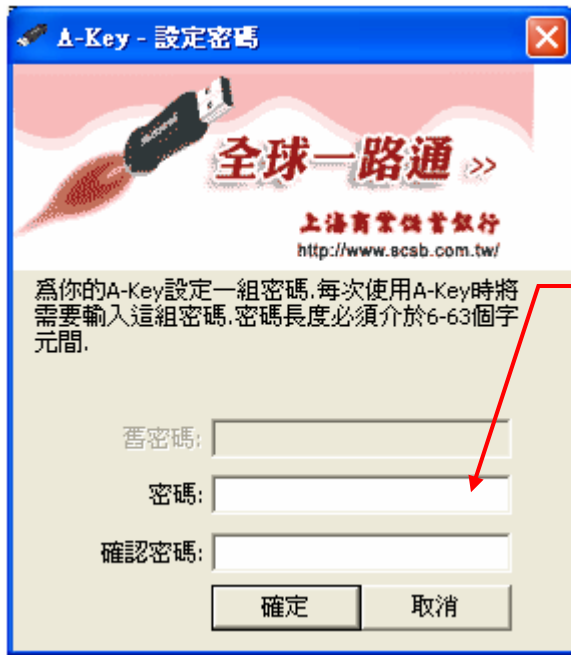 A-Key - 設定密碼
全球一路通 >>
上海商業儲蓄銀行
http://www.scsb.com.tw/
爲你的A-Key設定一組密碼.每次使用A-Key時將
需要輸入這組密碼.密碼長度必須介於6-63個字
元間.
舊密碼:
密碼:
確認密碼:
確定
取消